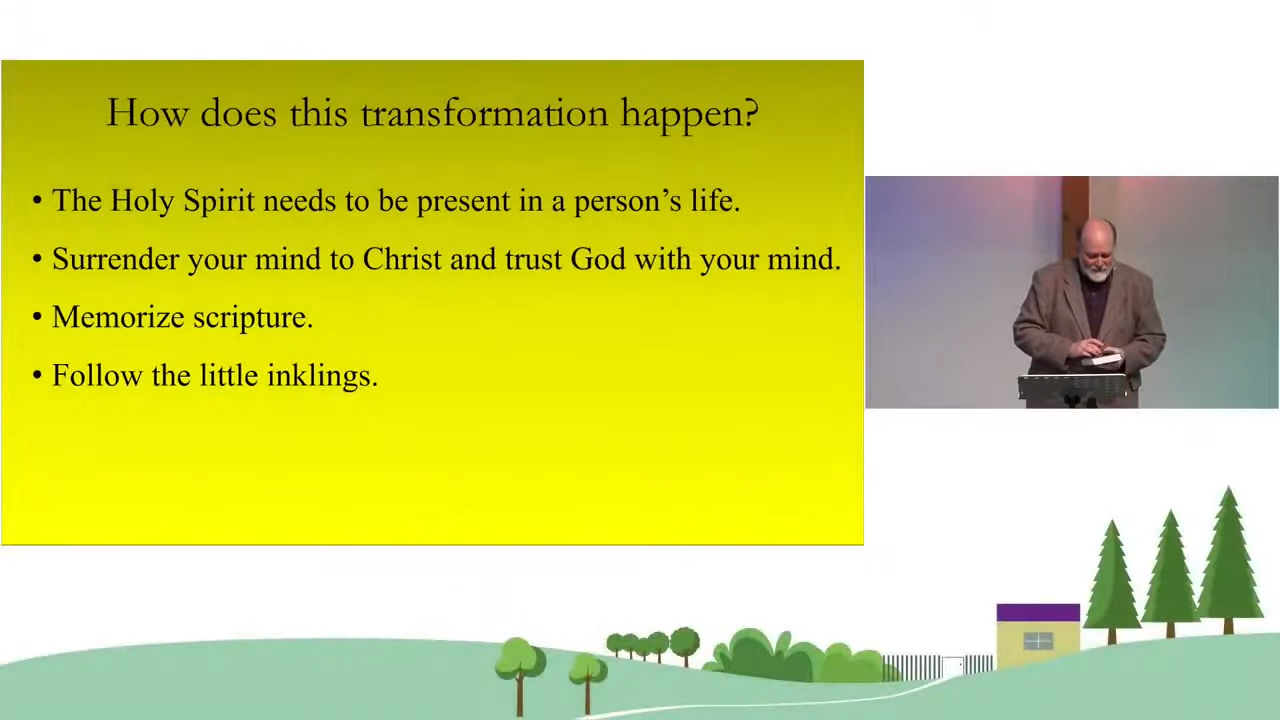 How does this transformation happen?
• The Holy Spirit needs to be present in a person’s life.
• Surrender your mind to Christ and trust God with your mind.
• Memorize scripture.
• Follow the little inklings.